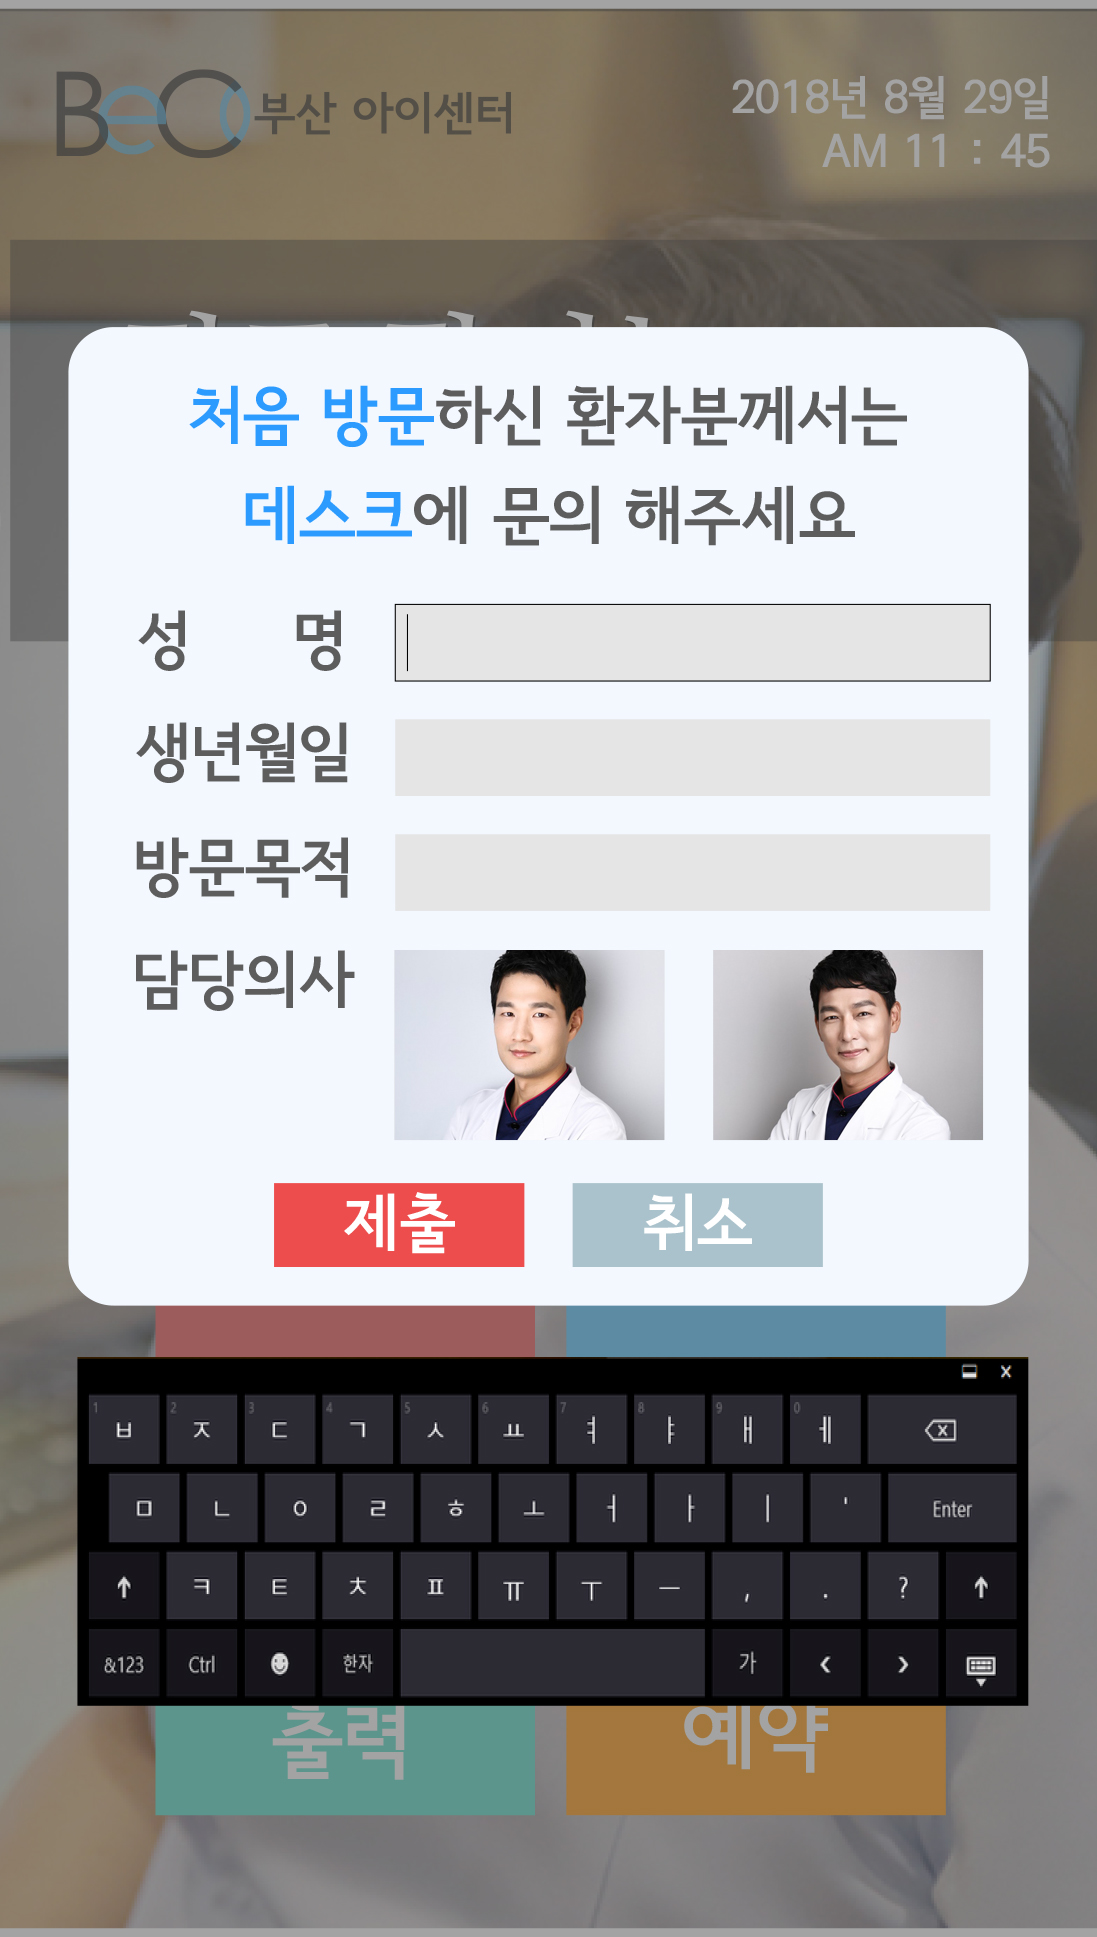 BeC 부산 아이센터
2018년 8월 29일
AM 11 : 45
처음 방문하신 환자분께서는
데스크에 문의 해주세요
성 명
생년월일
방문목적
담당의사
제출 취소
1 ㅂ 2 ㅈ 3 ㄷ 4 ㄱ 5 ㅅ 6 ㅛ 7 ㅕ 8 ㅑ 9 ㅐ 0 ㅔ
ㅁ ㄴ ㅇ ㄹ ㅎ ㅗ ㅓ ㅏ ㅣ ' Enter
ㅋ ㅌ ㅊ ㅍ ㅠ ㅜ ㅡ , . ?
&123 Ctrl 한자 가 < >
출력 예약